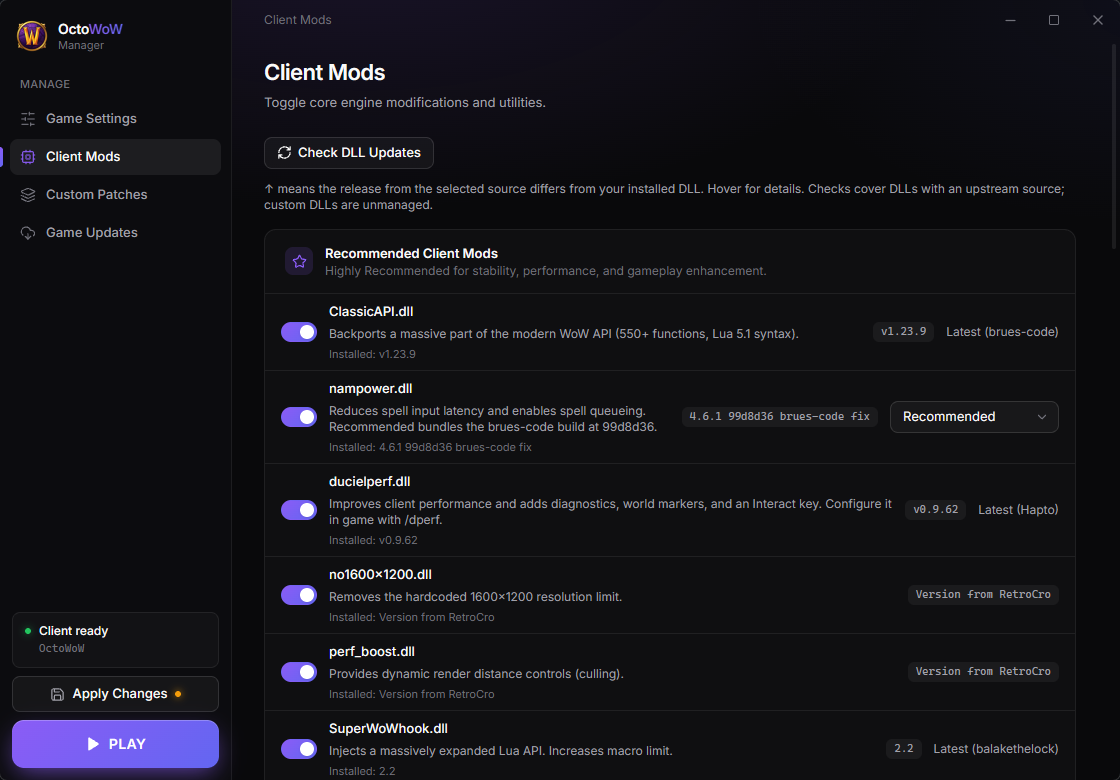 OctoWoW
Manager
MANAGE
Game Settings
Client Mods
Custom Patches
Game Updates
Client ready
OctoWoW
Apply Changes
PLAY
Client Mods
Client Mods
Toggle core engine modifications and utilities.
Check DLL Updates
↑ means the release from the selected source differs from your installed DLL. Hover for details. Checks cover DLLs with an upstream source;
custom DLLs are unmanaged.
Recommended Client Mods
Highly Recommended for stability, performance, and gameplay enhancement.
ClassicAPI.dll
Backports a massive part of the modern WoW API (550+ functions, Lua 5.1 syntax).
Installed: v1.23.9
v1.23.9
Latest (brues-code)
nampower.dll
Reduces spell input latency and enables spell queueing.
Recommended bundles the brues-code build at 99d8d36.
Installed: 4.6.1 99d8d36 brues-code fix
4.6.1 99d8d36 brues-code fix
Recommended
ducielperf.dll
Improves client performance and adds diagnostics, world markers, and an Interact key. Configure it
in game with /dperf.
Installed: v0.9.62
v0.9.62
Latest (Hapto)
no1600×1200.dll
Removes the hardcoded 1600×1200 resolution limit.
Installed: Version from RetroCro
Version from RetroCro
perf_boost.dll
Provides dynamic render distance controls (culling).
Installed: Version from RetroCro
Version from RetroCro
SuperWoWhook.dll
Injects a massively expanded Lua API. Increases macro limit.
Installed: 2.2
2.2
Latest (balakethelock)